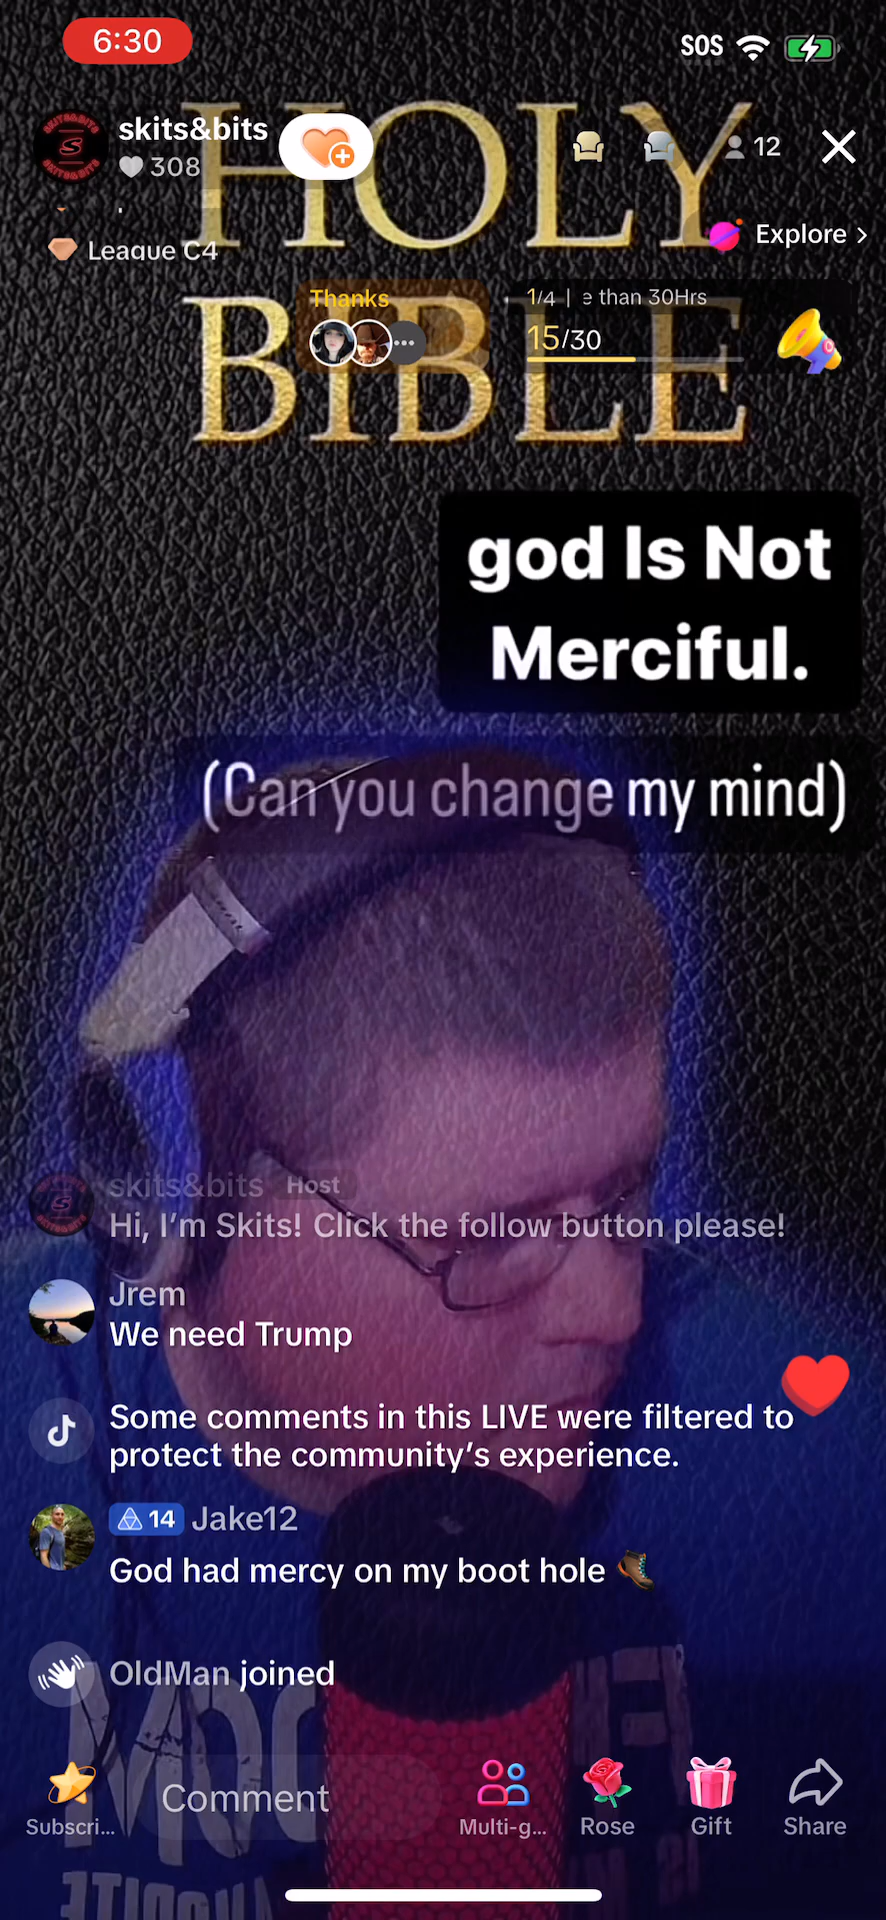 6:30
SOS
HOLY
BIBLE
skits&bits
308
12
League C4
Explore >
Thanks
1/4 | e than 30Hrs
15/30
god Is Not
Merciful.
(Can you change my mind)
skits&bits Host
Hi, I'm Skits! Click the follow button please!
Jrem
We need Trump
Some comments in this LIVE were filtered to
protect the community's experience.
14 Jake12
God had mercy on my boot hole 🥾
OldMan joined
Comment
Subscri...
Multi-g...
Rose
Gift
Share